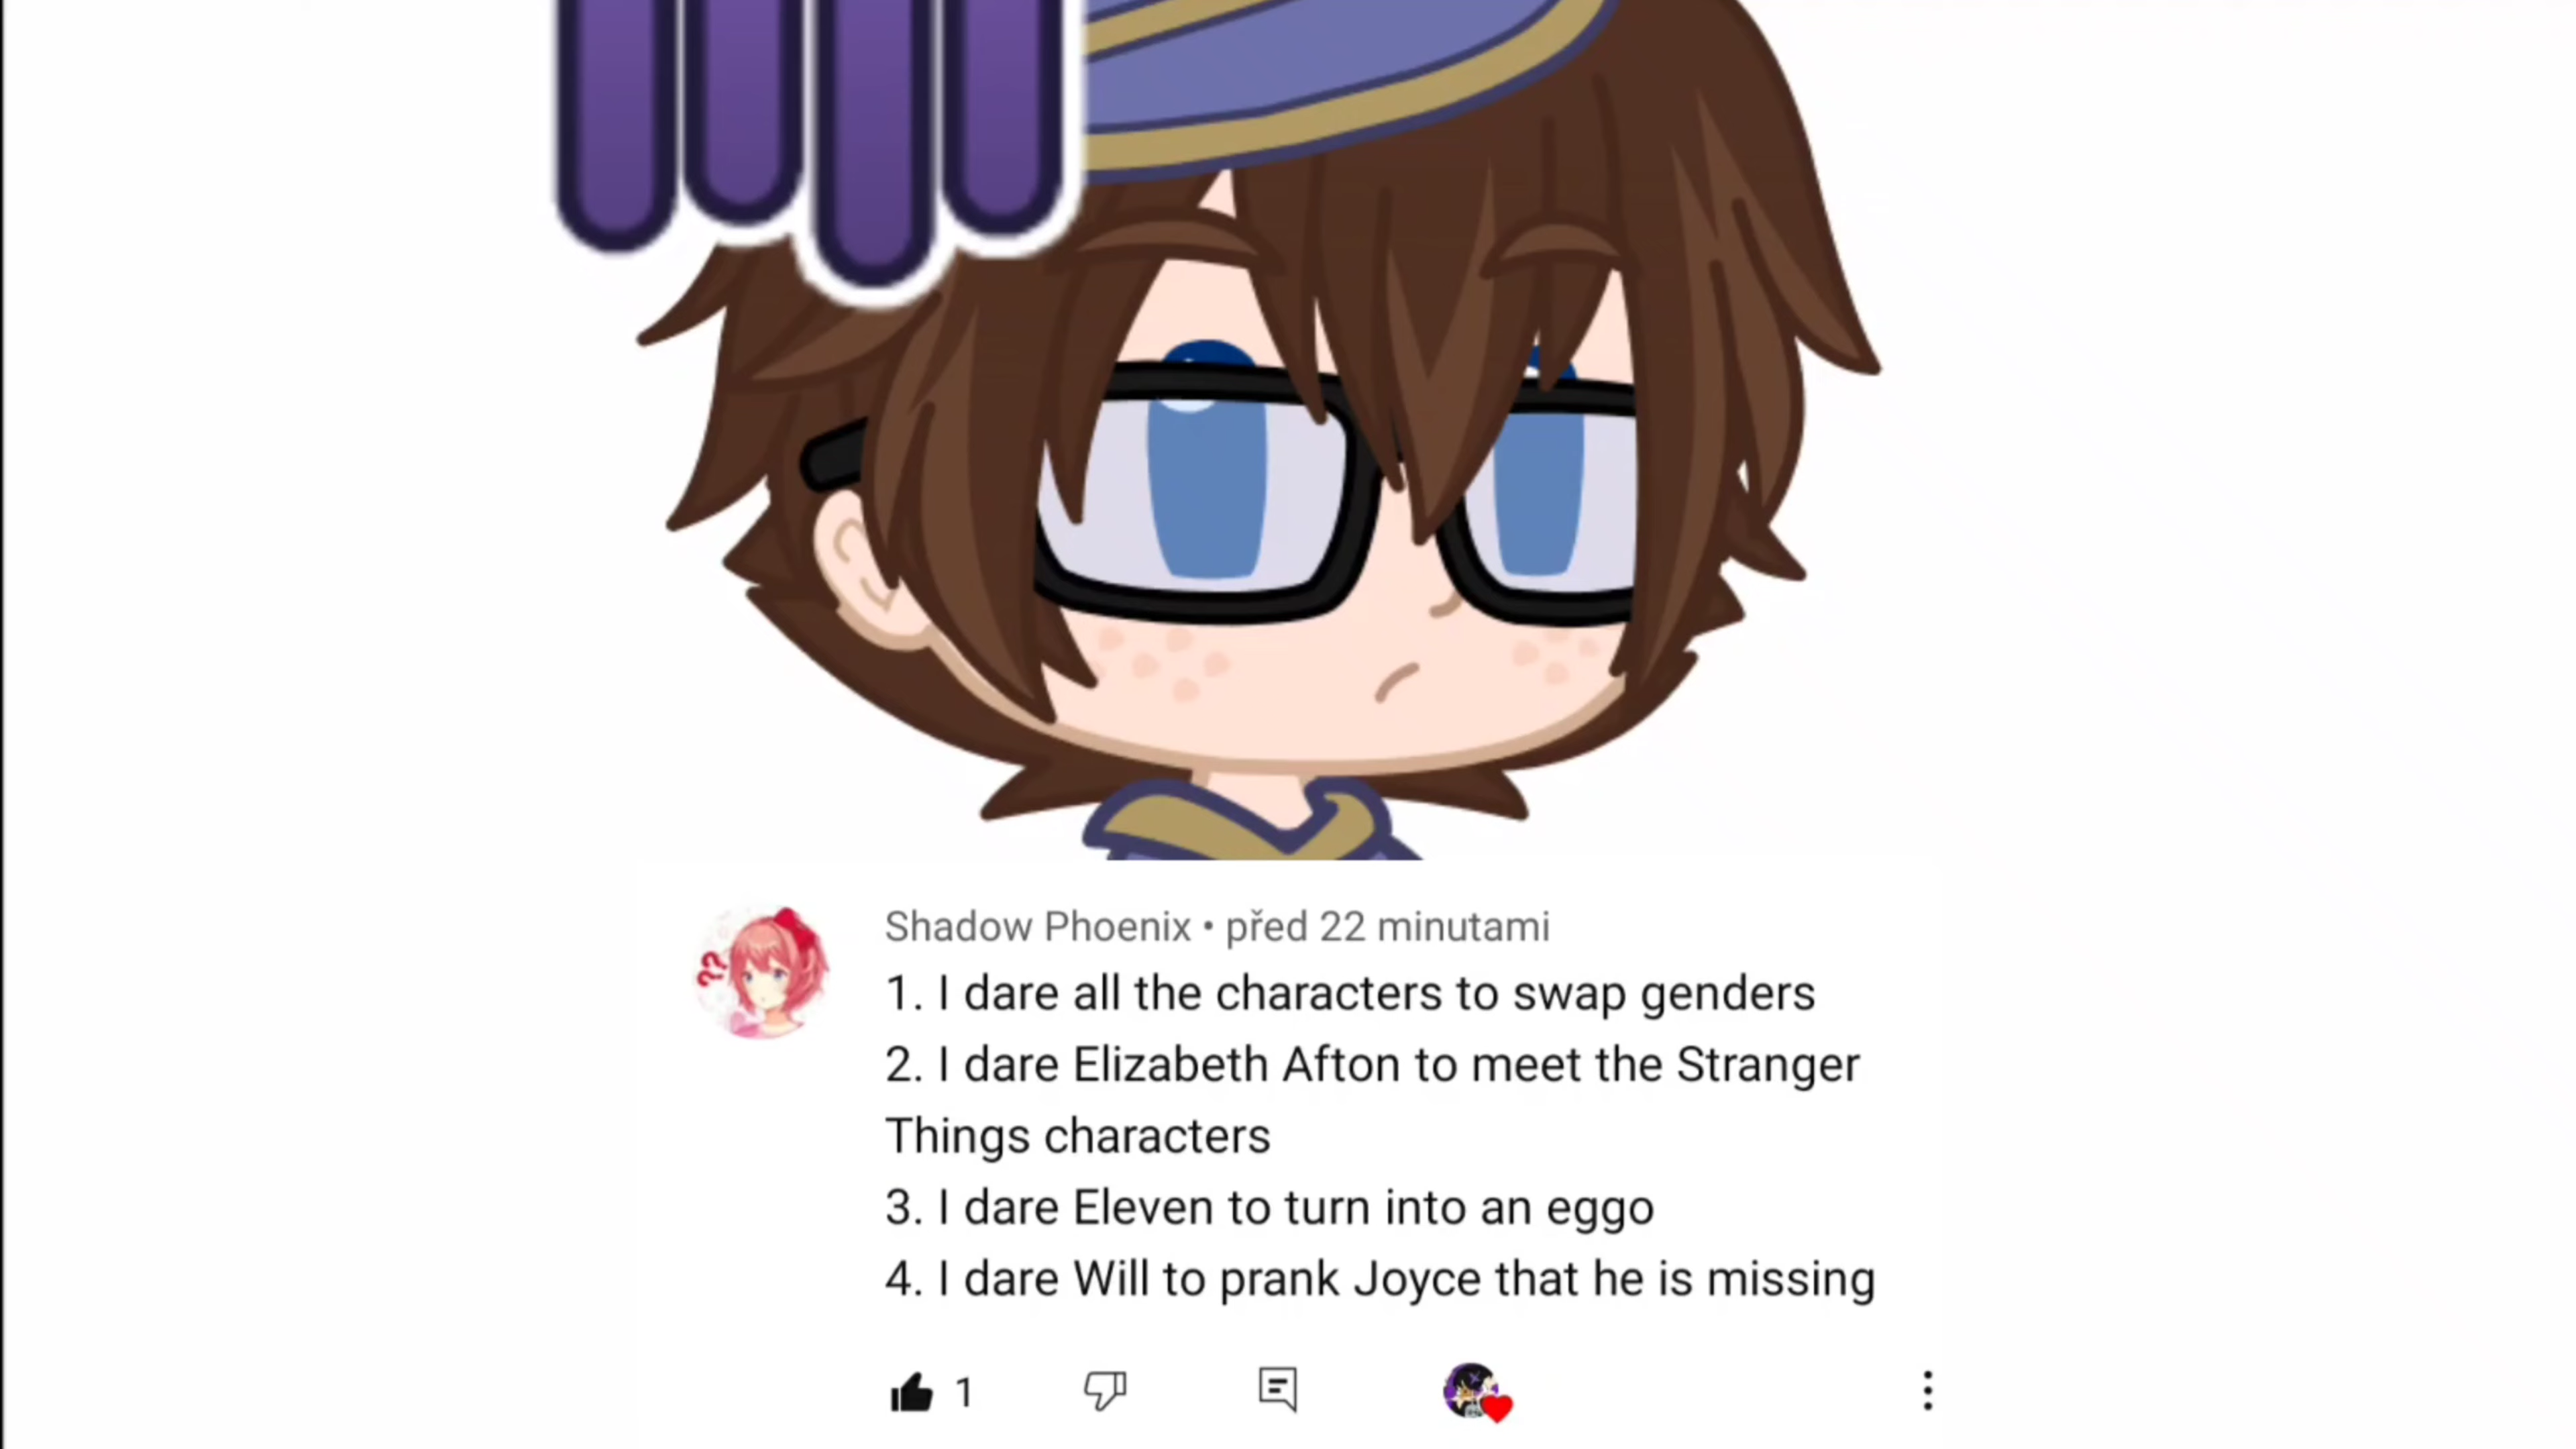 Shadow Phoenix • před 22 minutami
1. I dare all the characters to swap genders
2. I dare Elizabeth Afton to meet the Stranger
Things characters
3. I dare Eleven to turn into an eggo
4. I dare Will to prank Joyce that he is missing
1